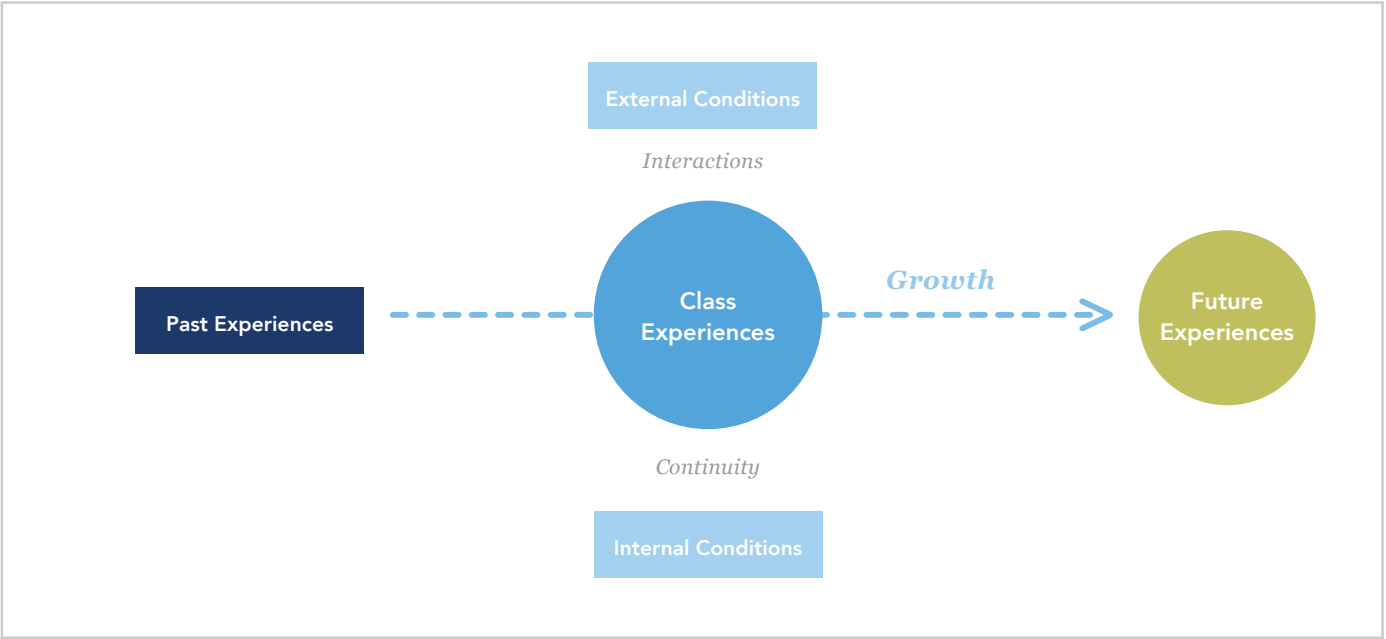 External Conditions
Interactions
Past Experiences
Class
Experiences
Growth
Future
Experiences
Continuity
Internal Conditions